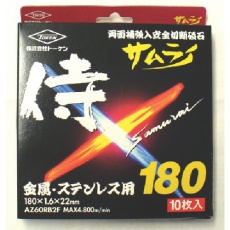 TOKEN
株式会社トーケン
両面補強入安全切断砥石
サムライ
侍
Samurai
金属・ステンレス用
180
180×1.6×22mm
10枚入
AZ60RB2F MAX4.800m/min